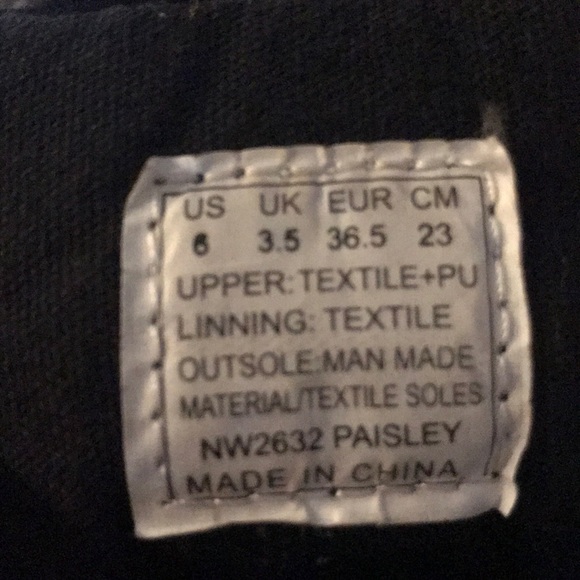 US UK EUR CM
6 3.5 36.5 23
UPPER: TEXTILE+PU
LINNING: TEXTILE
OUTSOLE:MAN MADE
MATERIAL/TEXTILE SOLES
NW2632 PAISLEY
MADE IN CHINA